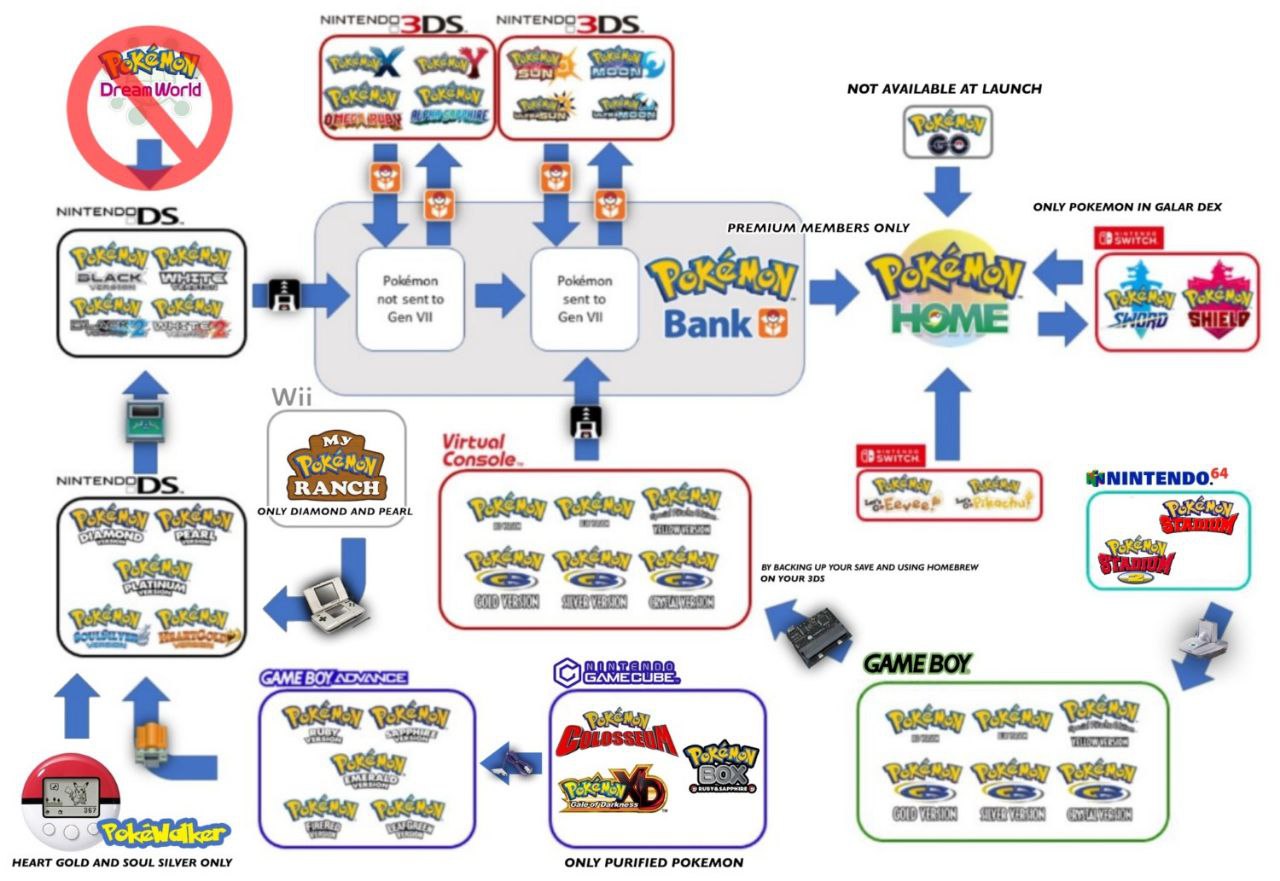 POKéMON
Dream World
NINTENDO 3DS
POKéMON X
POKéMON Y
POKéMON
OMEGA RUBY
POKéMON
ALPHA SAPPHIRE
NINTENDO 3DS
POKéMON
SUN
POKéMON
MOON
POKéMON
ULTRA SUN
POKéMON
ULTRA MOON
NOT AVAILABLE AT LAUNCH
POKéMON
GO
NINTENDO DS
POKéMON
BLACK
VERSION
POKéMON
WHITE
VERSION
POKéMON
BLACK 2
POKéMON
WHITE 2
Pokémon
not sent to
Gen VII
Pokémon
sent to
Gen VII
POKéMON
Bank
PREMIUM MEMBERS ONLY
POKéMON
HOME
ONLY POKEMON IN GALAR DEX
NINTENDO
SWITCH
POKéMON
SWORD
POKéMON
SHIELD
NINTENDO DS
POKéMON
DIAMOND
VERSION
POKéMON
PEARL
VERSION
POKéMON
PLATINUM
VERSION
POKéMON
SOULSILVER
VERSION
POKéMON
HEARTGOLD
VERSION
Wii
My
POKéMON
RANCH
ONLY DIAMOND AND PEARL
Virtual
Console
POKéMON
POKéMON
POKéMON
Special Pikachu Edition
YELLOW VERSION
POKéMON
GOLD VERSION
POKéMON
SILVER VERSION
POKéMON
CRYSTAL VERSION
NINTENDO
SWITCH
POKéMON
Let's Go Eevee!
POKéMON
Let's Go Pikachu!
NINTENDO 64
POKéMON
STADIUM
POKéMON
STADIUM
2
BY BACKING UP YOUR SAVE AND USING HOMEBREW
ON YOUR 3DS
367
PokéWalker
HEART GOLD AND SOUL SILVER ONLY
GAME BOY ADVANCE
POKéMON
RUBY
VERSION
POKéMON
SAPPHIRE
VERSION
POKéMON
EMERALD
VERSION
POKéMON
FIRERED
VERSION
POKéMON
LEAFGREEN
VERSION
NINTENDO
GAMECUBE
POKéMON
COLOSSEUM
POKéMON
BOX
RUBY & SAPPHIRE
POKéMON XD
Gale of Darkness
ONLY PURIFIED POKEMON
GAME BOY
POKéMON
POKéMON
POKéMON
Special Pikachu Edition
YELLOW VERSION
POKéMON
GOLD VERSION
POKéMON
SILVER VERSION
POKéMON
CRYSTAL VERSION